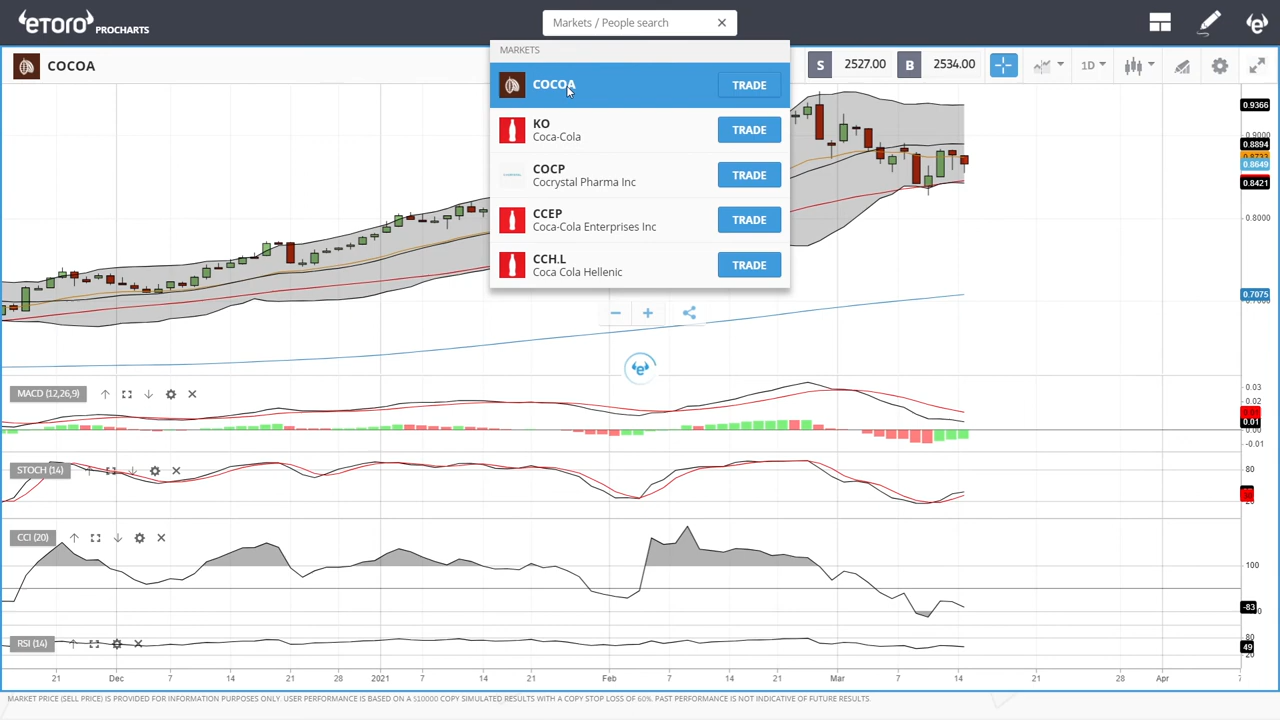 eToro PROCHARTS
Markets / People search
MARKETS
COCOA TRADE
KO
Coca-Cola TRADE
COCP
Cocrystal Pharma Inc TRADE
CCEP
Coca-Cola Enterprises Inc TRADE
CCH.L
Coca Cola Hellenic TRADE
COCOA
S 2527.00 B 2534.00 1D
0.9366
0.9000
0.8894
0.8649
0.8421
0.8000
0.7075
MACD (12,26,9)
0.03
0.02
0.01
0.00
-0.01
STOCH (14)
80
CCI (20)
100
-83
RSI (14)
80
49
21 Dec 7 14 21 28 2021 7 14 21 Feb 7 14 21 Mar 7 14 21 28 Apr 7
MARKET PRICE (SELL PRICE) IS PROVIDED FOR INFORMATION PURPOSES ONLY. USER PERFORMANCE IS BASED ON A $10000 COPY SIMULATED RESULTS WITH A COPY STOP LOSS OF 60%. PAST PERFORMANCE IS NOT INDICATIVE OF FUTURE RESULTS.